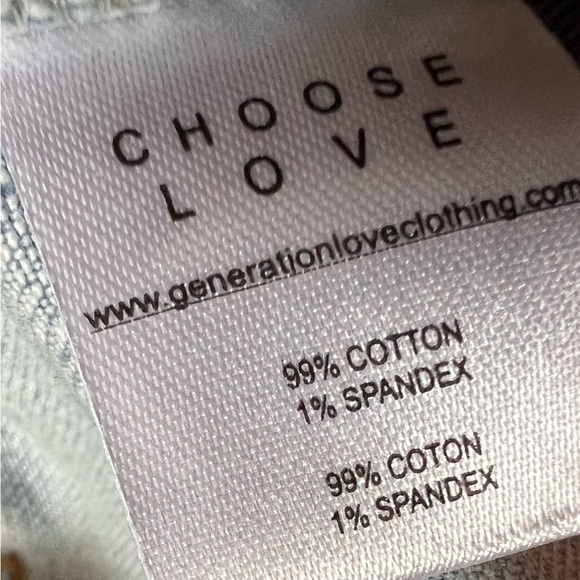 CHOOSE
LOVE
www.generationloveclothing.com
99% COTTON
1% SPANDEX
99% COTON
1% SPANDEX